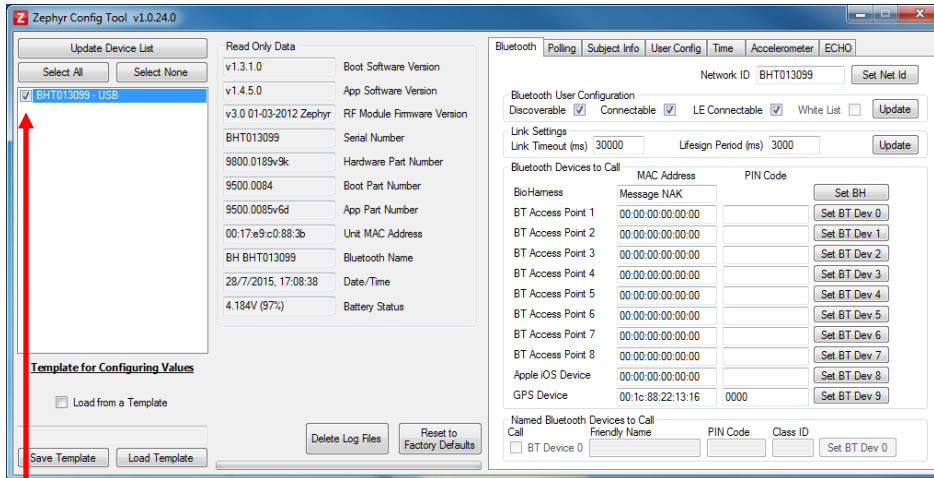 Zephyr Config Tool v1.0.24.0
Update Device List
Select All Select None
BHT013099 - USB
Template for Configuring Values
Load from a Template
Save Template Load Template
Read Only Data
v1.3.1.0 Boot Software Version
v1.4.5.0 App Software Version
v3.0 01-03-2012 Zephyr RF Module Firmware Version
BHT013099 Serial Number
9800.0189v9k Hardware Part Number
9500.0084 Boot Part Number
9500.0085v6d App Part Number
00:17:e9:c0:88:3b Unit MAC Address
BH BHT013099 Bluetooth Name
28/7/2015, 17:08:38 Date/Time
4.184V (97%) Battery Status
Delete Log Files
Reset to
Factory Defaults
Bluetooth Polling Subject Info User Config Time Accelerometer ECHO
Network ID BHT013099 Set Net Id
Bluetooth User Configuration
Discoverable Connectable LE Connectable White List Update
Link Settings
Link Timeout (ms) 30000 Lifesign Period (ms) 3000 Update
Bluetooth Devices to Call
MAC Address PIN Code
BioHarness Message NAK Set BH
BT Access Point 1 00:00:00:00:00:00 Set BT Dev 0
BT Access Point 2 00:00:00:00:00:00 Set BT Dev 1
BT Access Point 3 00:00:00:00:00:00 Set BT Dev 2
BT Access Point 4 00:00:00:00:00:00 Set BT Dev 3
BT Access Point 5 00:00:00:00:00:00 Set BT Dev 4
BT Access Point 6 00:00:00:00:00:00 Set BT Dev 5
BT Access Point 7 00:00:00:00:00:00 Set BT Dev 6
BT Access Point 8 00:00:00:00:00:00 Set BT Dev 7
Apple iOS Device 00:00:00:00:00:00 Set BT Dev 8
GPS Device 00:1c:88:22:13:16 0000 Set BT Dev 9
Named Bluetooth Devices to Call
Call Friendly Name PIN Code Class ID
BT Device 0 Set BT Dev 0